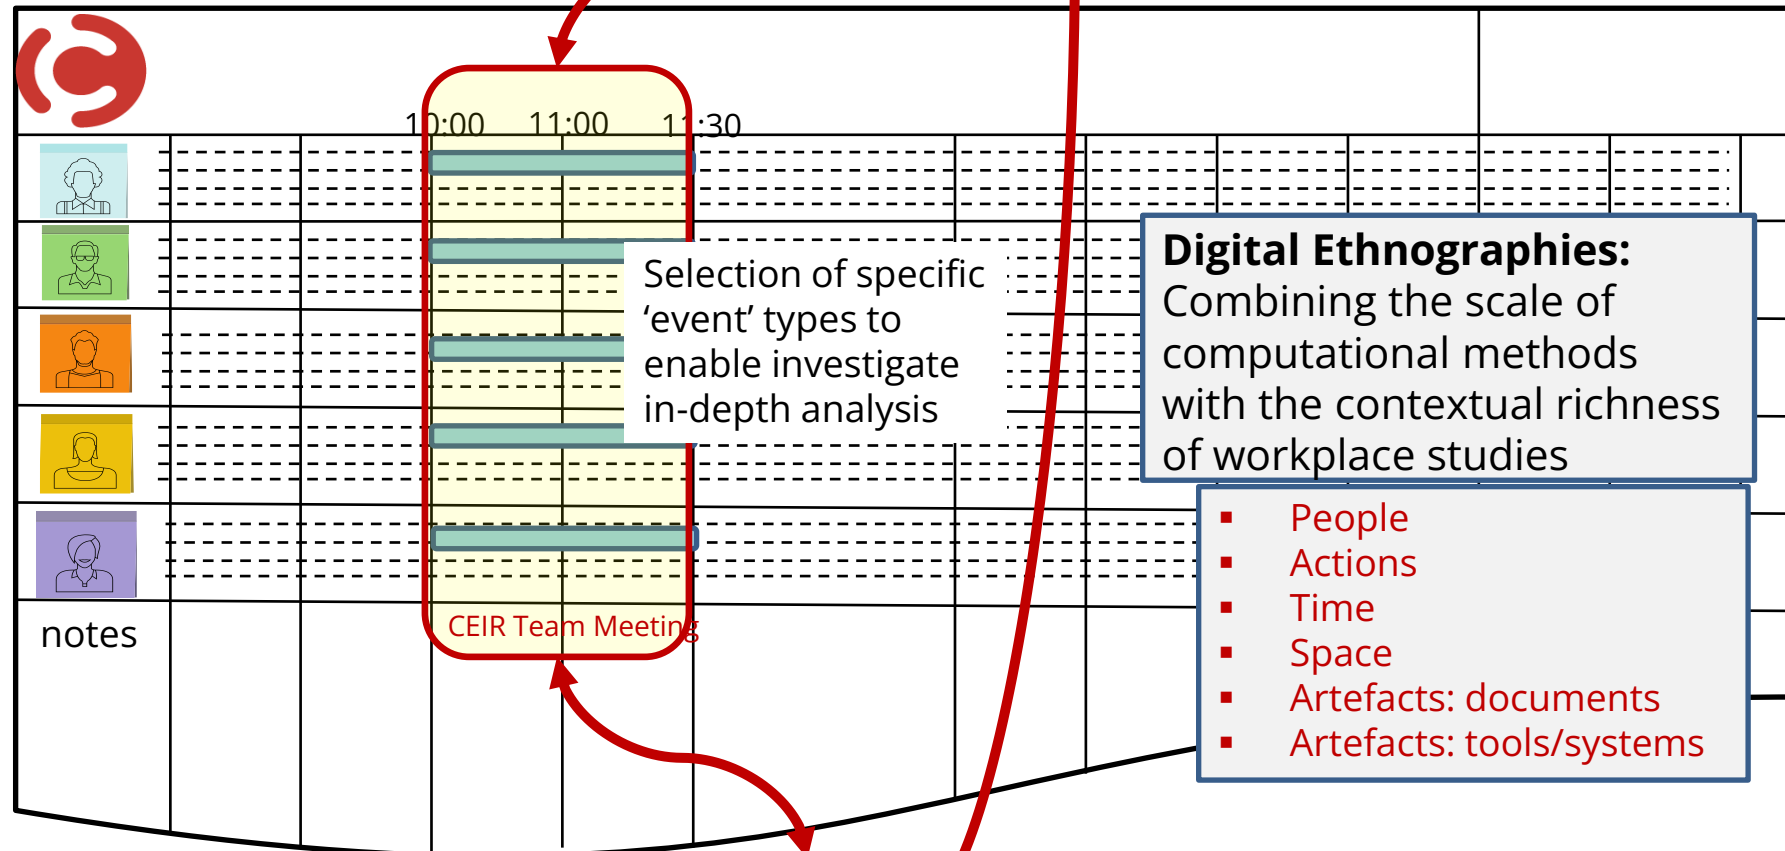 10:00 11:00 11:30
Selection of specific
‘event’ types to
enable investigate
in-depth analysis
Digital Ethnographies:
Combining the scale of
computational methods
with the contextual richness
of workplace studies
▪ People
▪ Actions
▪ Time
▪ Space
▪ Artefacts: documents
▪ Artefacts: tools/systems
CEIR Team Meeting
notes